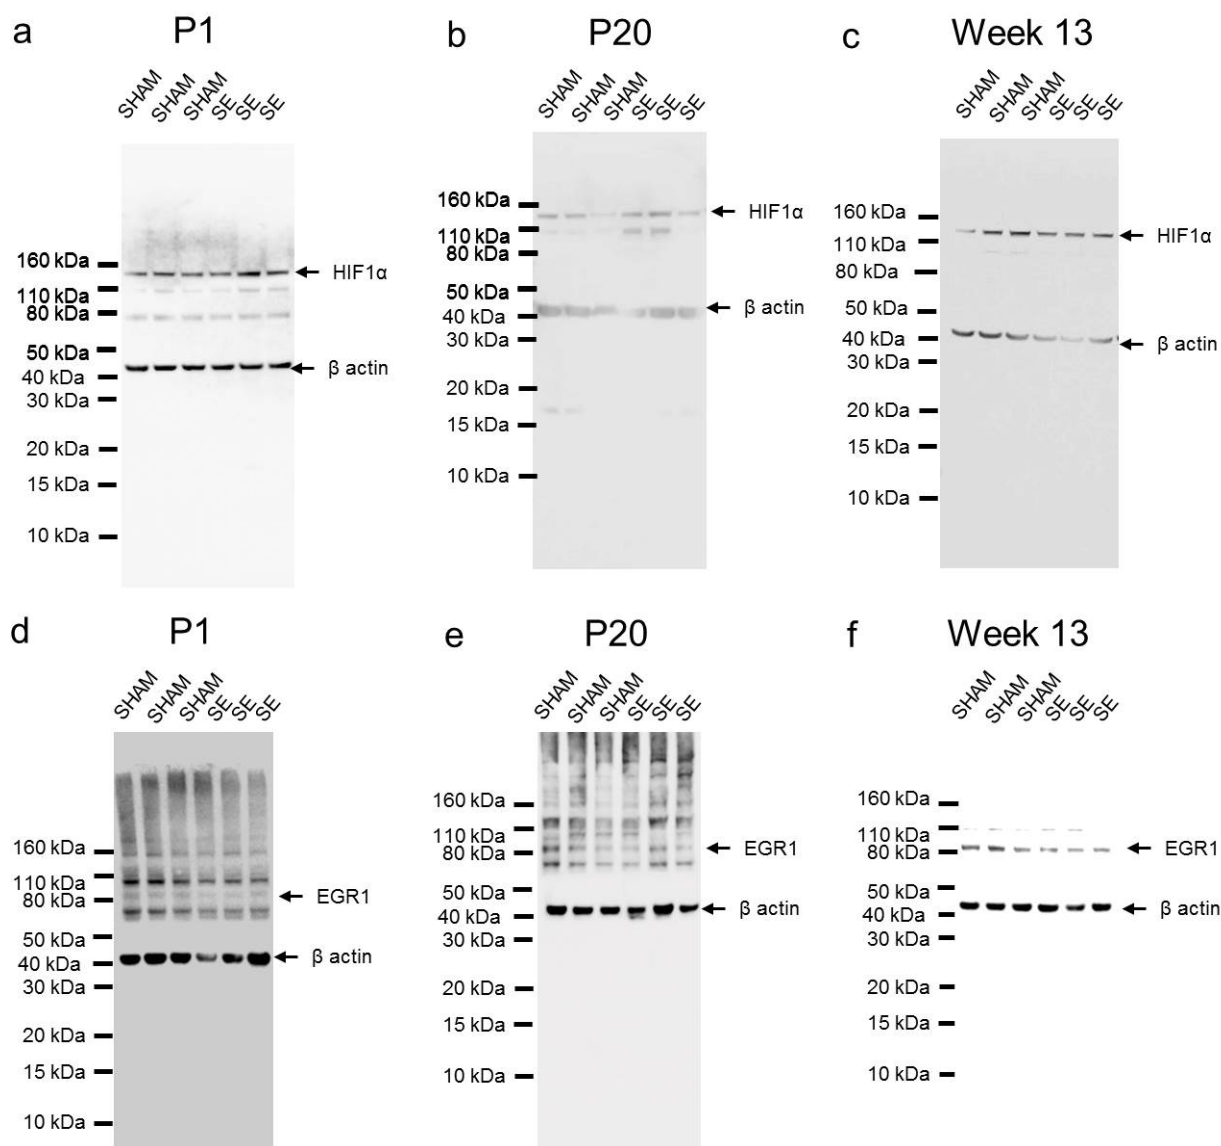 a P1
SHAM SHAM SHAM SE SE SE
160 kDa
HIF1α
110 kDa
80 kDa
50 kDa
β actin
40 kDa
30 kDa
20 kDa
15 kDa
10 kDa
b P20
SHAM SHAM SHAM SE SE SE
160 kDa
HIF1α
110 kDa
80 kDa
50 kDa
β actin
40 kDa
30 kDa
20 kDa
15 kDa
10 kDa
c Week 13
SHAM SHAM SHAM SE SE SE
160 kDa
HIF1α
110 kDa
80 kDa
50 kDa
40 kDa
β actin
30 kDa
20 kDa
15 kDa
10 kDa
d P1
SHAM SHAM SHAM SE SE SE
160 kDa
110 kDa
EGR1
80 kDa
50 kDa
β actin
40 kDa
30 kDa
20 kDa
15 kDa
10 kDa
e P20
SHAM SHAM SHAM SE SE SE
160 kDa
110 kDa
EGR1
80 kDa
50 kDa
β actin
40 kDa
30 kDa
20 kDa
15 kDa
10 kDa
f Week 13
SHAM SHAM SHAM SE SE SE
160 kDa
110 kDa
EGR1
80 kDa
50 kDa
β actin
40 kDa
30 kDa
20 kDa
15 kDa
10 kDa